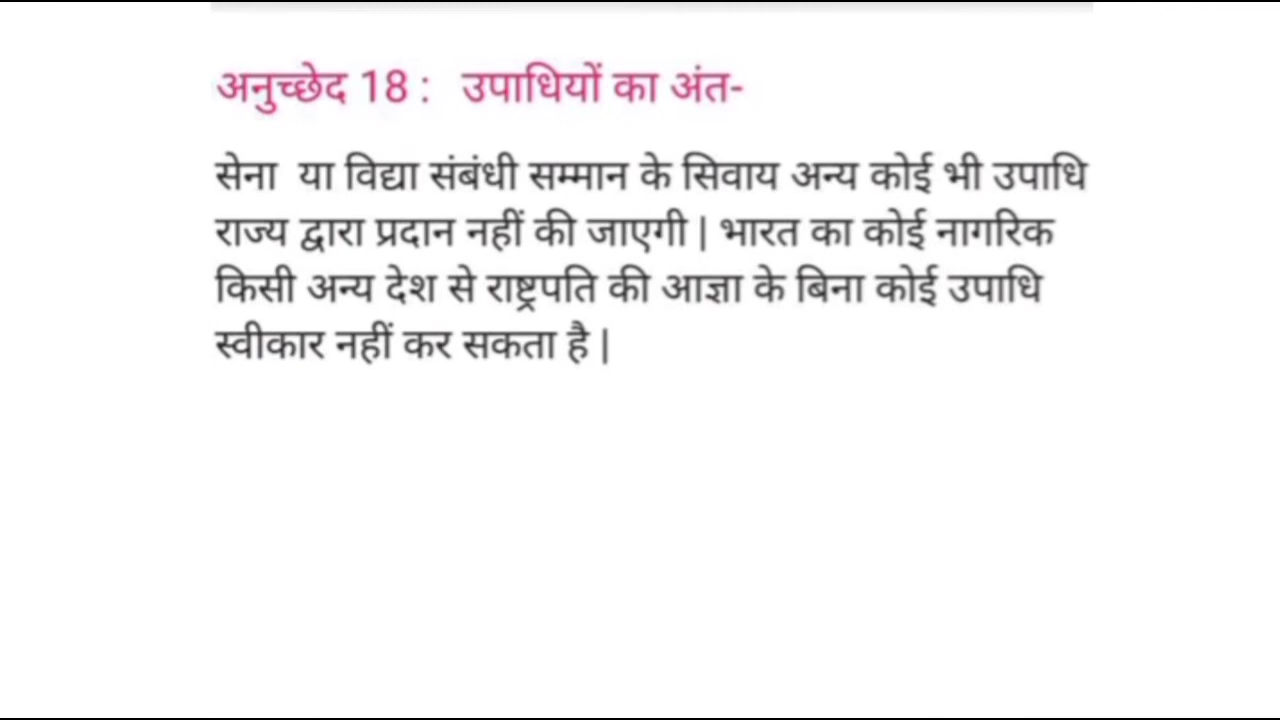 अनुच्छेद 18 : उपाधियों का अंत-
सेना या विद्या संबंधी सम्मान के सिवाय अन्य कोई भी उपाधि
राज्य द्वारा प्रदान नहीं की जाएगी | भारत का कोई नागरिक
किसी अन्य देश से राष्ट्रपति की आज्ञा के बिना कोई उपाधि
स्वीकार नहीं कर सकता है |